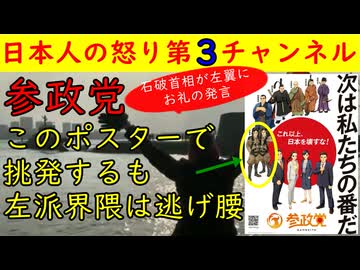 日本人の怒り第3チャンネル
石破首相が左翼に
お礼の発言
参政党
このポスターで
挑発するも
左派界隈は逃げ腰
次は私たちの番だ
これ以上、
日本を壊すな！
参政党